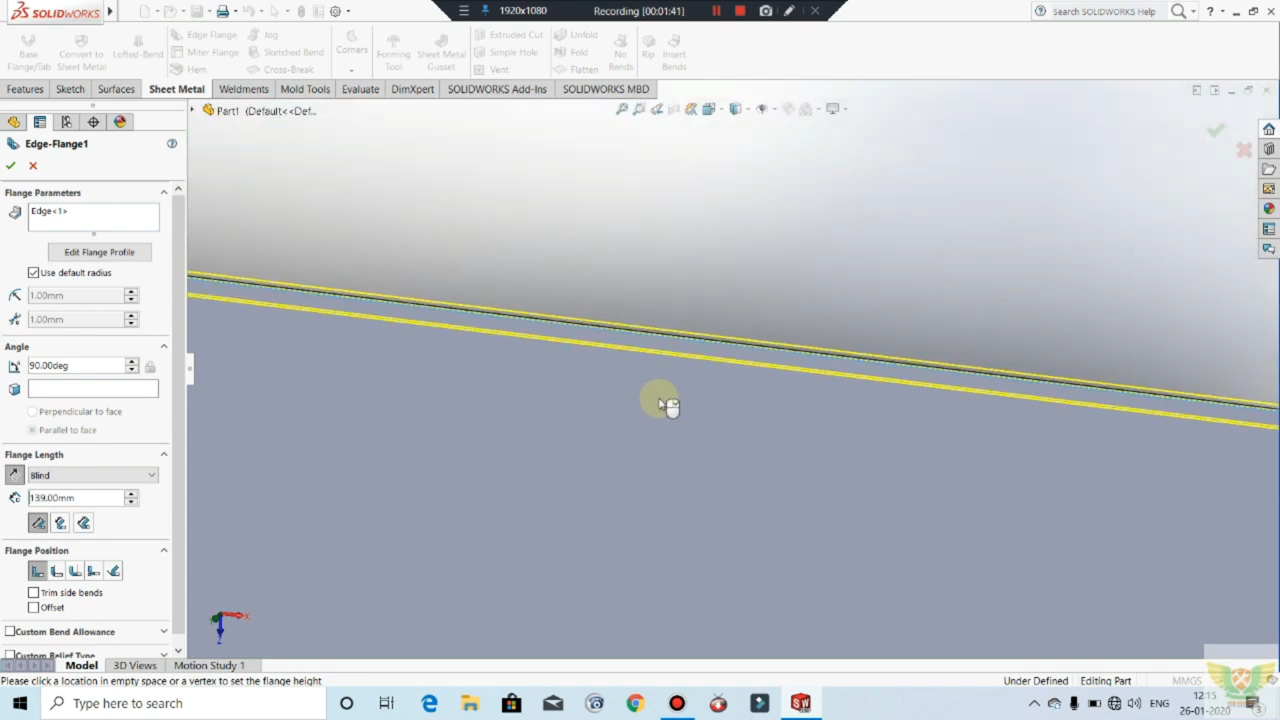 SOLIDWORKS
1920x1080
Recording [00:01:41]
Search SOLIDWORKS Help
Base Flange/Tab
Convert to Sheet Metal
Lofted-Bend
Edge Flange
Miter Flange
Hem
Jog
Sketched Bend
Cross-Break
Corners
Forming Tool
Sheet Metal Gusset
Extruded Cut
Simple Hole
Vent
Unfold
Fold
Flatten
No Bends
Rip
Insert Bends
Features
Sketch
Surfaces
Sheet Metal
Weldments
Mold Tools
Evaluate
DimXpert
SOLIDWORKS Add-Ins
SOLIDWORKS MBD
Part1 (Default<<Def...
Edge-Flange1
Flange Parameters
Edge<1>
Edit Flange Profile
Use default radius
1.00mm
1.00mm
Angle
90.00deg
Perpendicular to face
Parallel to face
Flange Length
Blind
139.00mm
Flange Position
Trim side bends
Offset
Custom Bend Allowance
Custom Relief Type
X
Z
Model
3D Views
Motion Study 1
Please click a location in empty space or a vertex to set the flange height
Under Defined
Editing Part
MMGS
Type here to search
ENG
12:15
26-01-2020
3